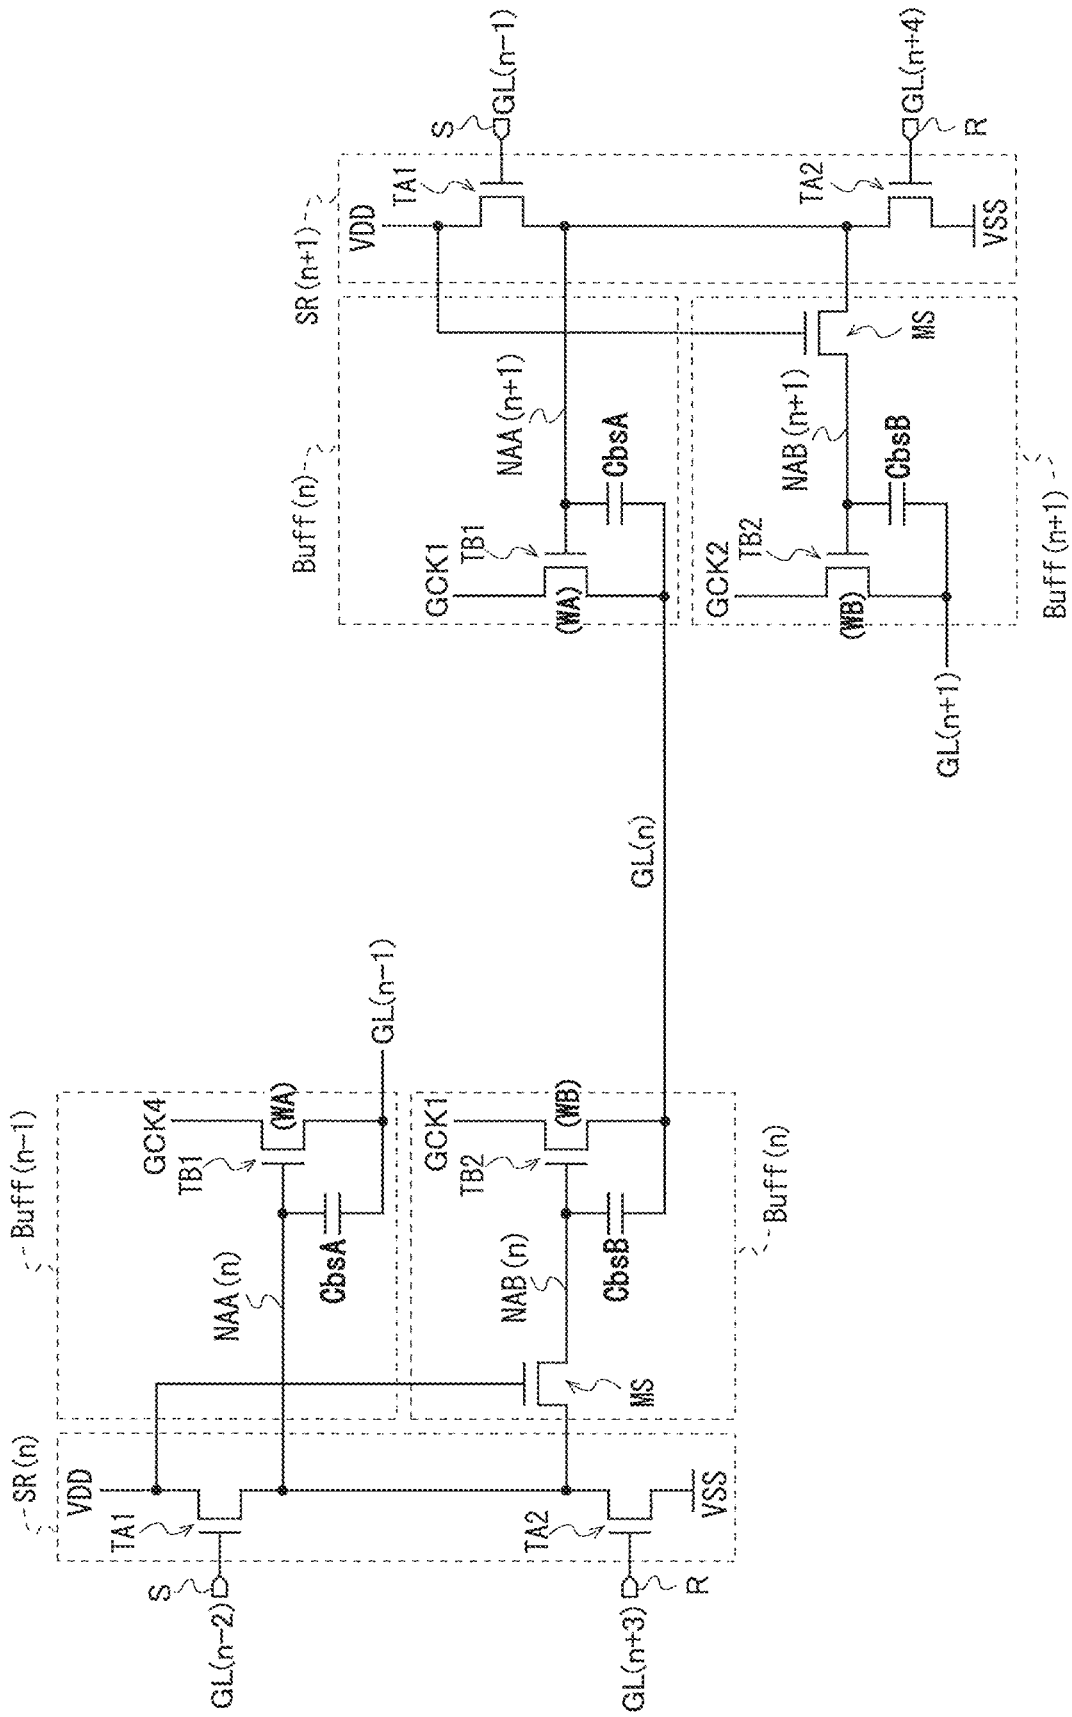 SR(n)
Buff(n-1)
VDD
TA1
S
GL(n-2)
NAA(n)
CbsA
GCK4
TB1
(WA)
GL(n-1)
TA2
R
GL(n+3)
VSS
MS
NAB(n)
CbsB
GCK1
TB2
(WB)
Buff(n)
GL(n)
SR(n+1)
Buff(n)
VDD
TA1
S
GL(n-1)
NAA(n+1)
CbsA
GCK1
TB1
(WA)
TA2
GL(n+4)
R
VSS
MS
NAB(n+1)
CbsB
GCK2
TB2
(WB)
GL(n+1)
Buff(n+1)